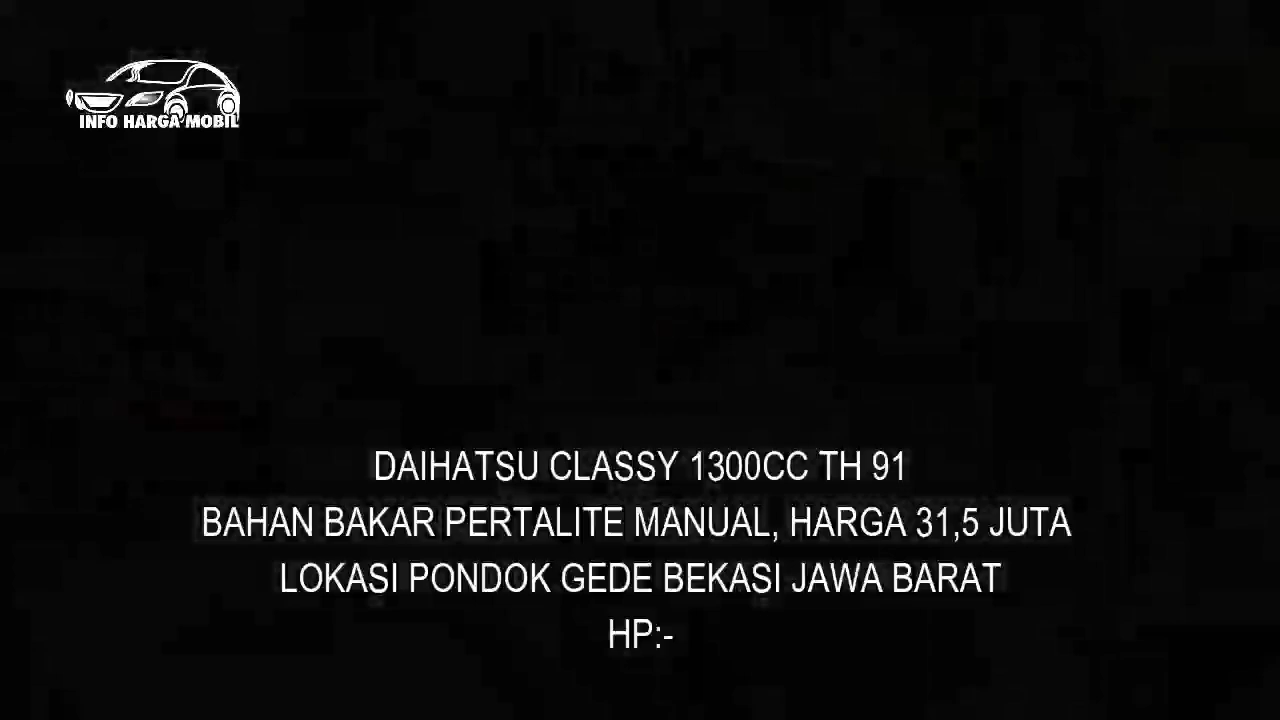 INFO HARGA MOBIL
DAIHATSU CLASSY 1300CC TH 91
BAHAN BAKAR PERTALITE MANUAL, HARGA 31,5 JUTA
LOKASI PONDOK GEDE BEKASI JAWA BARAT
HP:-